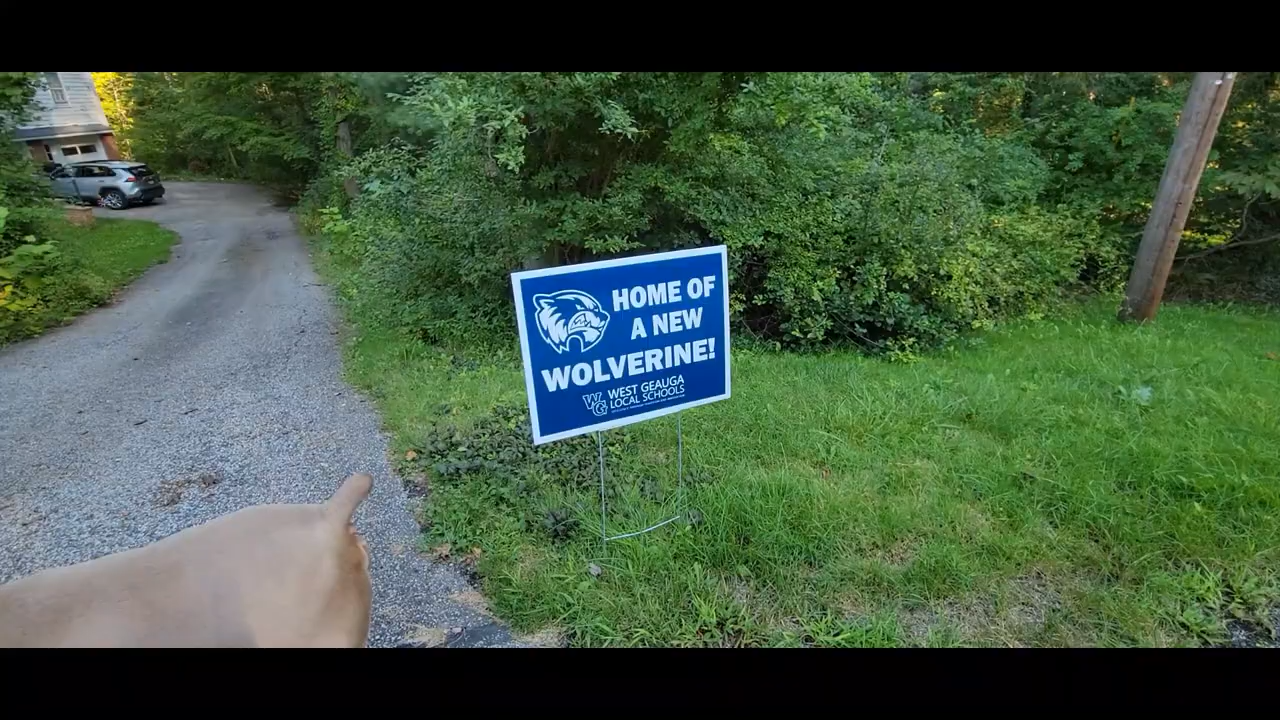 HOME OF
A NEW
WOLVERINE!
WG WEST GEAUGA
LOCAL SCHOOLS